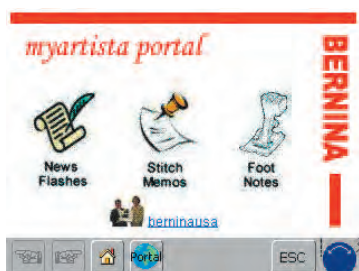 myartista portal
BERNINA
News
Flashes
Stitch
Memos
Foot
Notes
berninausa
Portal
ESC